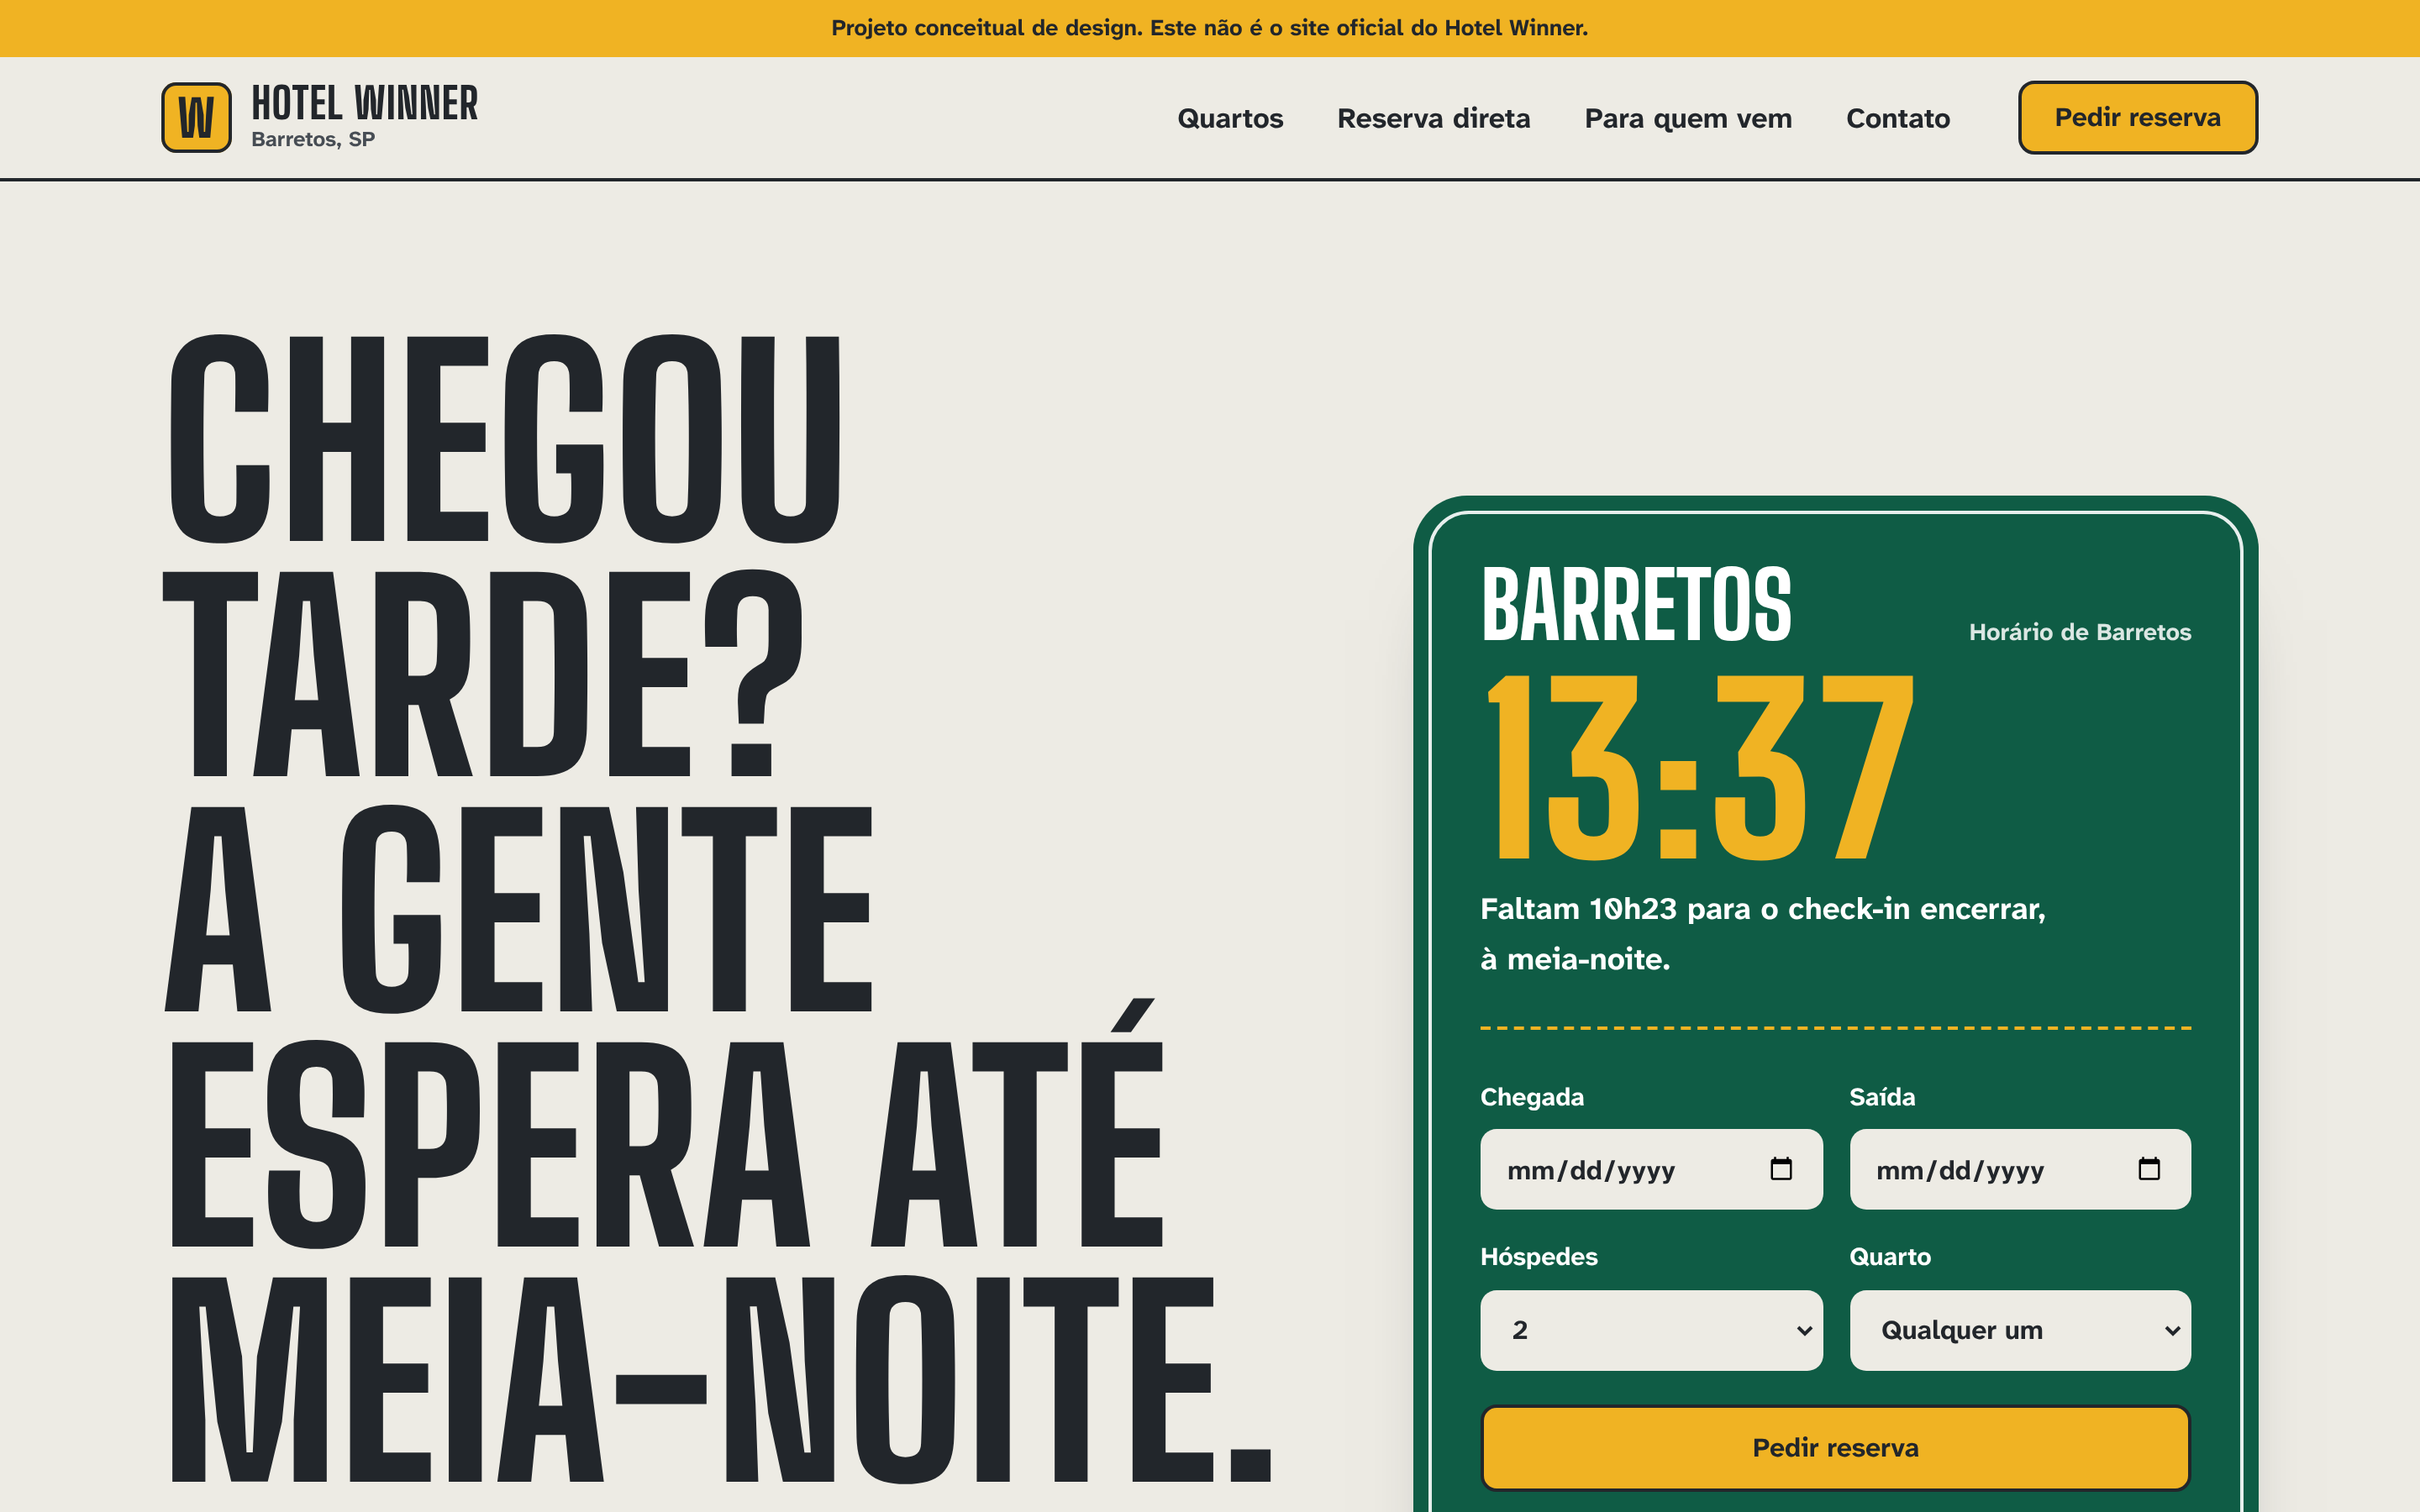 Projeto conceitual de design. Este não é o site oficial do Hotel Winner.
W
HOTEL WINNER
Barretos, SP
Quartos
Reserva direta
Para quem vem
Contato
Pedir reserva
CHEGOU
TARDE?
A GENTE
ESPERA ATÉ
MEIA-NOITE.
BARRETOS
Horário de Barretos
13:37
Faltam 10h23 para o check-in encerrar,
à meia-noite.
Chegada
Saída
mm/dd/yyyy
mm/dd/yyyy
Hóspedes
Quarto
2
Qualquer um
Pedir reserva